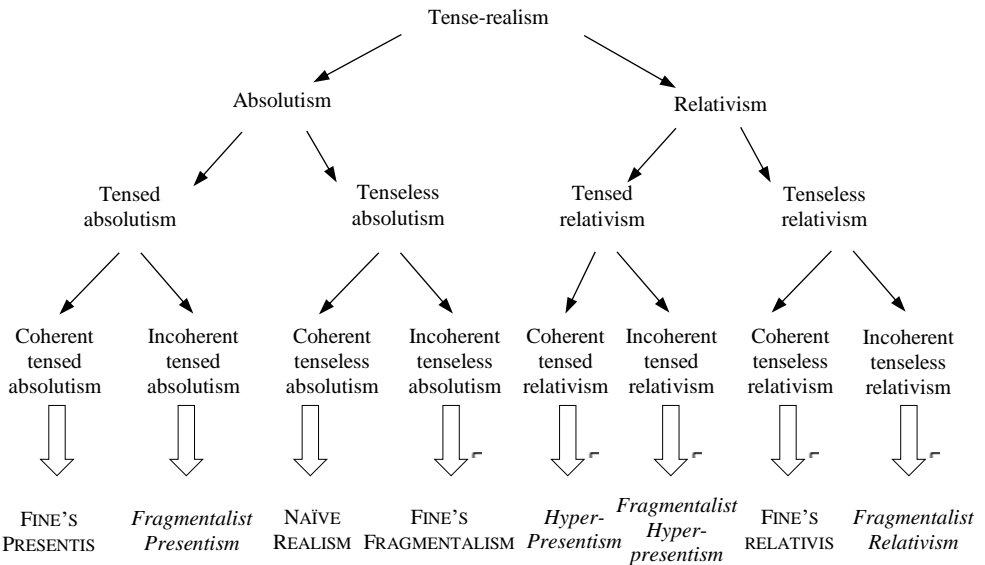 Tense-realism
Absolutism
Relativism
Tensed
absolutism
Tenseless
absolutism
Tensed
relativism
Tenseless
relativism
Coherent
tensed
absolutism
Incoherent
tensed
absolutism
Coherent
tenseless
absolutism
Incoherent
tenseless
absolutism
Coherent
tensed
relativism
Incoherent
tensed
relativism
Coherent
tenseless
relativism
Incoherent
tenseless
relativism
FINE'S
PRESENTIS
Fragmentalist
Presentism
NAÏVE
REALISM
FINE'S
FRAGMENTALISM
Hyper-
Presentism
Fragmentalist
Hyper-
presentism
FINE'S
RELATIVIS
Fragmentalist
Relativism